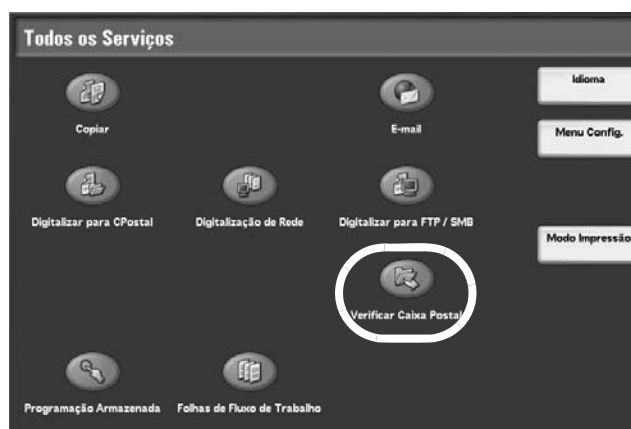 Todos os Serviços
Idioma
Copiar
E-mail
Menu Config.
Digitalizar para CPostal
Digitalização de Rede
Digitalizar para FTP / SMB
Modo Impressão
Verificar Caixa Postal
Programação Armazenada
Folhas de Fluxo de Trabalho